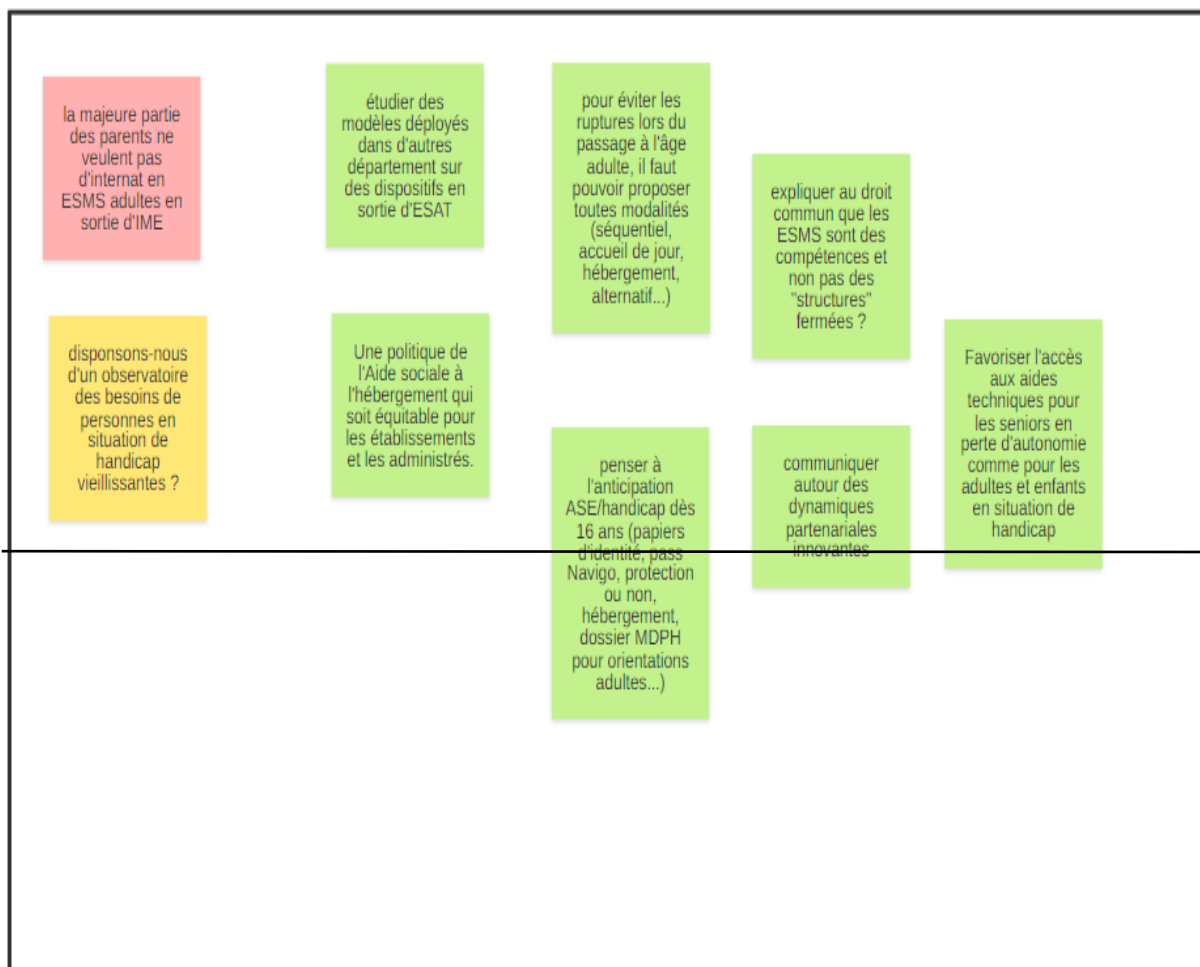 la majeure partie
des parents ne
veulent pas
d'internat en
ESMS adultes en
sortie d'IME
disponsons-nous
d'un observatoire
des besoins de
personnes en
situation de
handicap
vieillissantes ?
étudier des
modèles déployés
dans d'autres
département sur
des dispositifs en
sortie d'ESAT
Une politique de
l'Aide sociale à
l'hébergement qui
soit équitable pour
les établissements
et les administrés.
pour éviter les
ruptures lors du
passage à l'âge
adulte, il faut
pouvoir proposer
toutes modalités
(séquentiel,
accueil de jour,
hébergement,
alternatif...)
penser à
l'anticipation
ASE/handicap dès
16 ans (papiers
d'identité, pass
Navigo, protection
ou non,
hébergement,
dossier MDPH
pour orientations
adultes...)
expliquer au droit
commun que les
ESMS sont des
compétences et
non pas des
"structures"
fermées ?
communiquer
autour des
dynamiques
partenariales
innovantes
Favoriser l'accès
aux aides
techniques pour
les seniors en
perte d'autonomie
comme pour les
adultes et enfants
en situation de
handicap